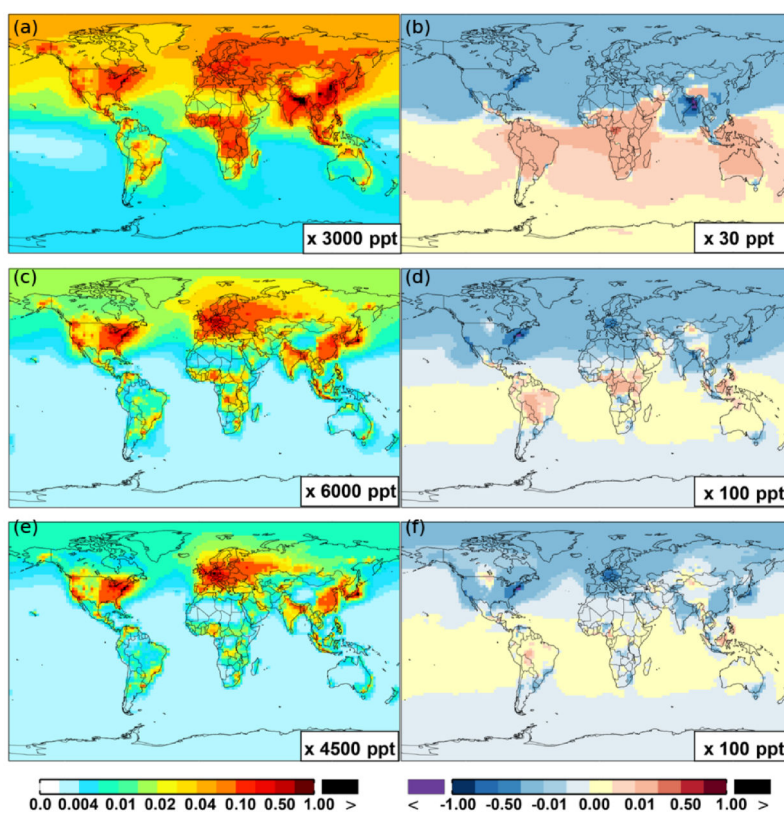 (a)
(b)
x 3000 ppt
x 30 ppt
(c)
(d)
x 6000 ppt
x 100 ppt
(e)
(f)
x 4500 ppt
x 100 ppt
0.0 0.004 0.01 0.02 0.04 0.10 0.50 1.00 >
< -1.00 -0.50 -0.01 0.00 0.01 0.50 1.00 >